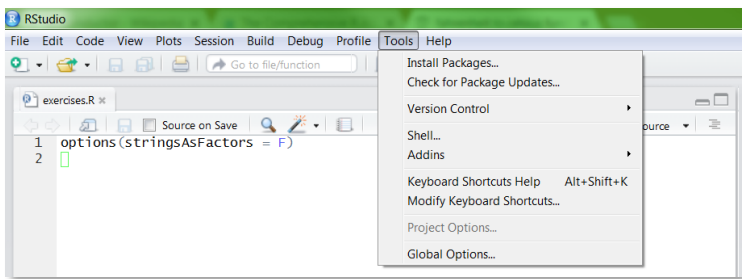 RStudio
File Edit Code View Plots Session Build Debug Profile Tools Help
Go to file/function
Install Packages...
Check for Package Updates...
Version Control
Shell...
Addins
Keyboard Shortcuts Help Alt+Shift+K
Modify Keyboard Shortcuts...
Project Options...
Global Options...
exercises.R
Source on Save
1 options(stringsAsFactors = F)
2